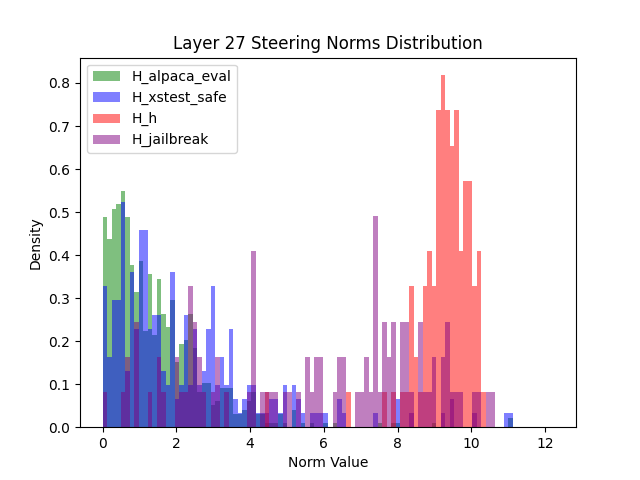 Layer 27 Steering Norms Distribution
H_alpaca_eval
H_xstest_safe
H_h
H_jailbreak
0.8
0.7
0.6
0.5
0.4
0.3
0.2
0.1
0.0
Density
0 2 4 6 8 10 12
Norm Value